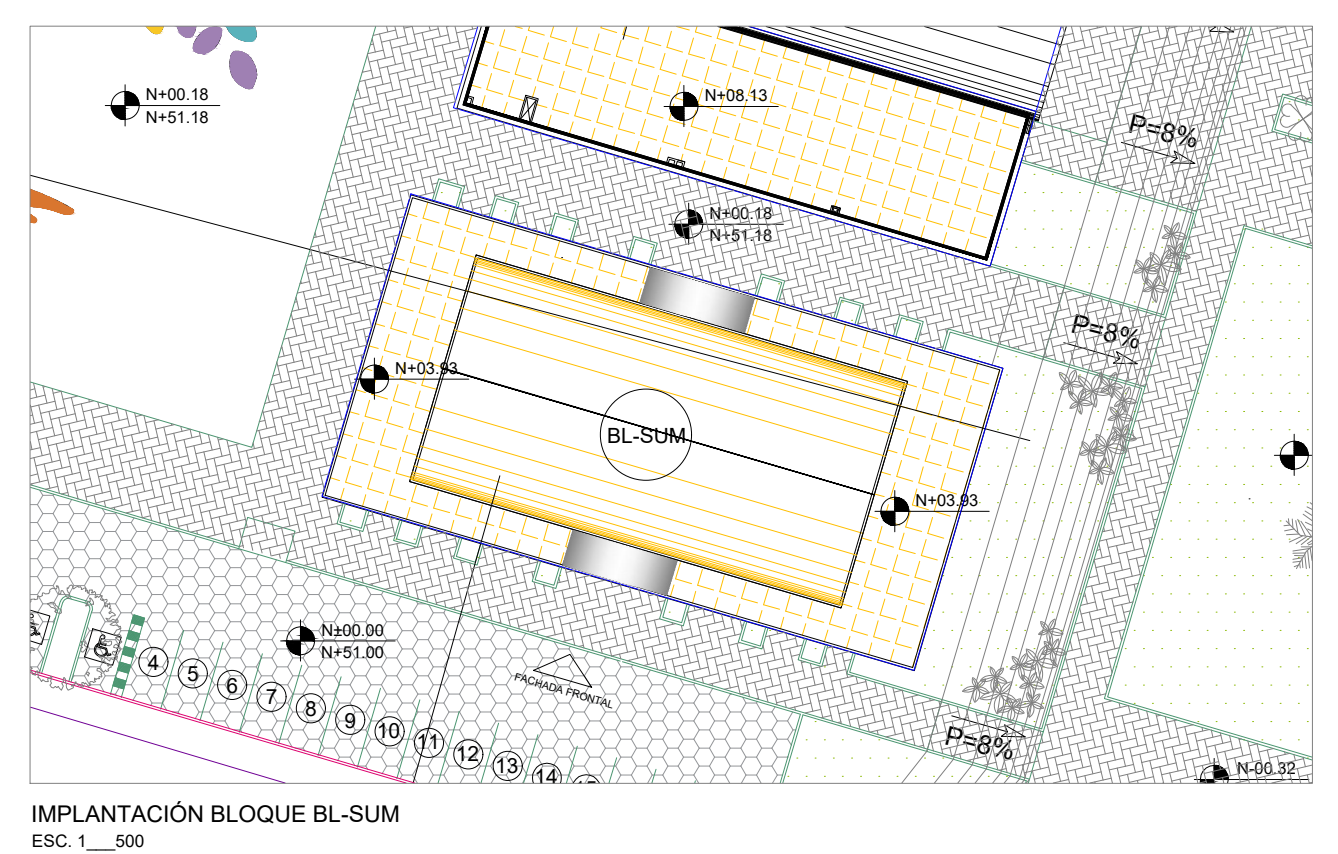 N+00.18
N+51.18
N+08.13
P=8%
N+00.18
N+51.18
P=8%
N+03.93
BL-SUM
N+03.93
N±00.00
N+51.00
4
5
6
7
8
9
10
11
12
13
14
FACHADA FRONTAL
P=8%
N-00.32
IMPLANTACIÓN BLOQUE BL-SUM
ESC. 1___500